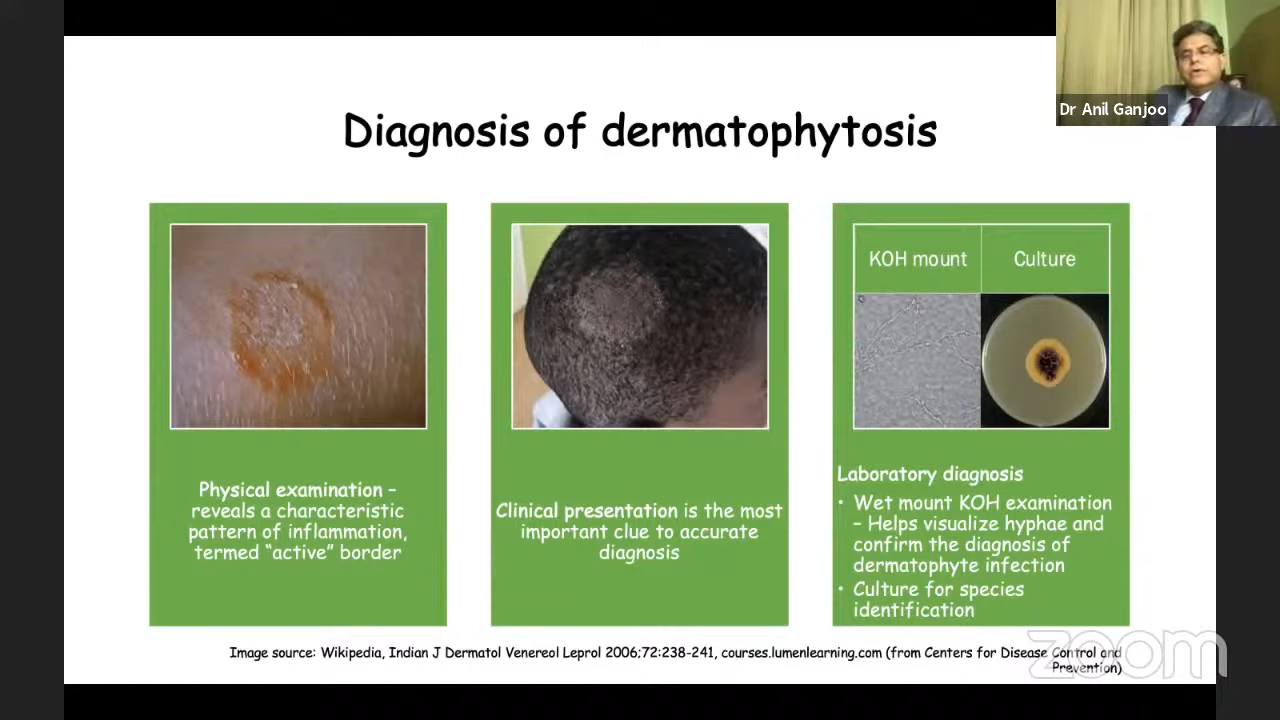 Dr Anil Ganjoo
Diagnosis of dermatophytosis
Physical examination –
reveals a characteristic
pattern of inflammation,
termed “active” border
Clinical presentation is the most
important clue to accurate
diagnosis
KOH mount
Culture
Laboratory diagnosis
• Wet mount KOH examination
– Helps visualize hyphae and
confirm the diagnosis of
dermatophyte infection
• Culture for species
identification
Image source: Wikipedia, Indian J Dermatol Venereol Leprol 2006;72:238-241, courses.lumenlearning.com (from Centers for Disease Control and
Prevention)
zoom